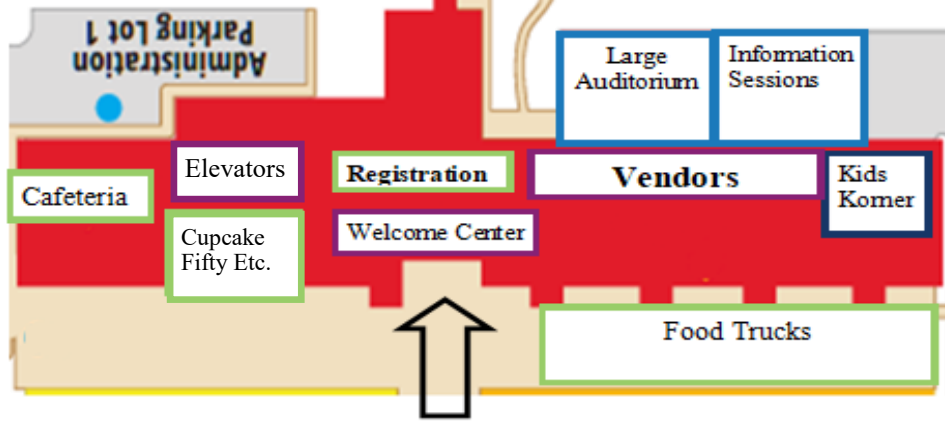 Administration
Parking Lot 1
Large
Auditorium
Information
Sessions
Elevators
Registration
Vendors
Kids
Korner
Cafeteria
Cupcake
Fifty Etc.
Welcome Center
Food Trucks